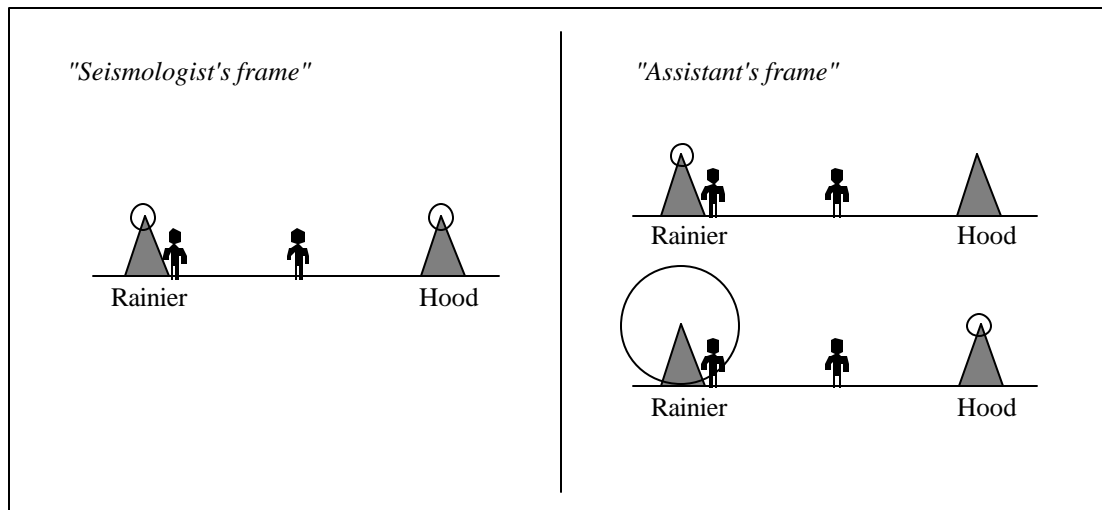 "Seismologist's frame"
"Assistant's frame"
Rainier Hood
Rainier Hood
Rainier Hood